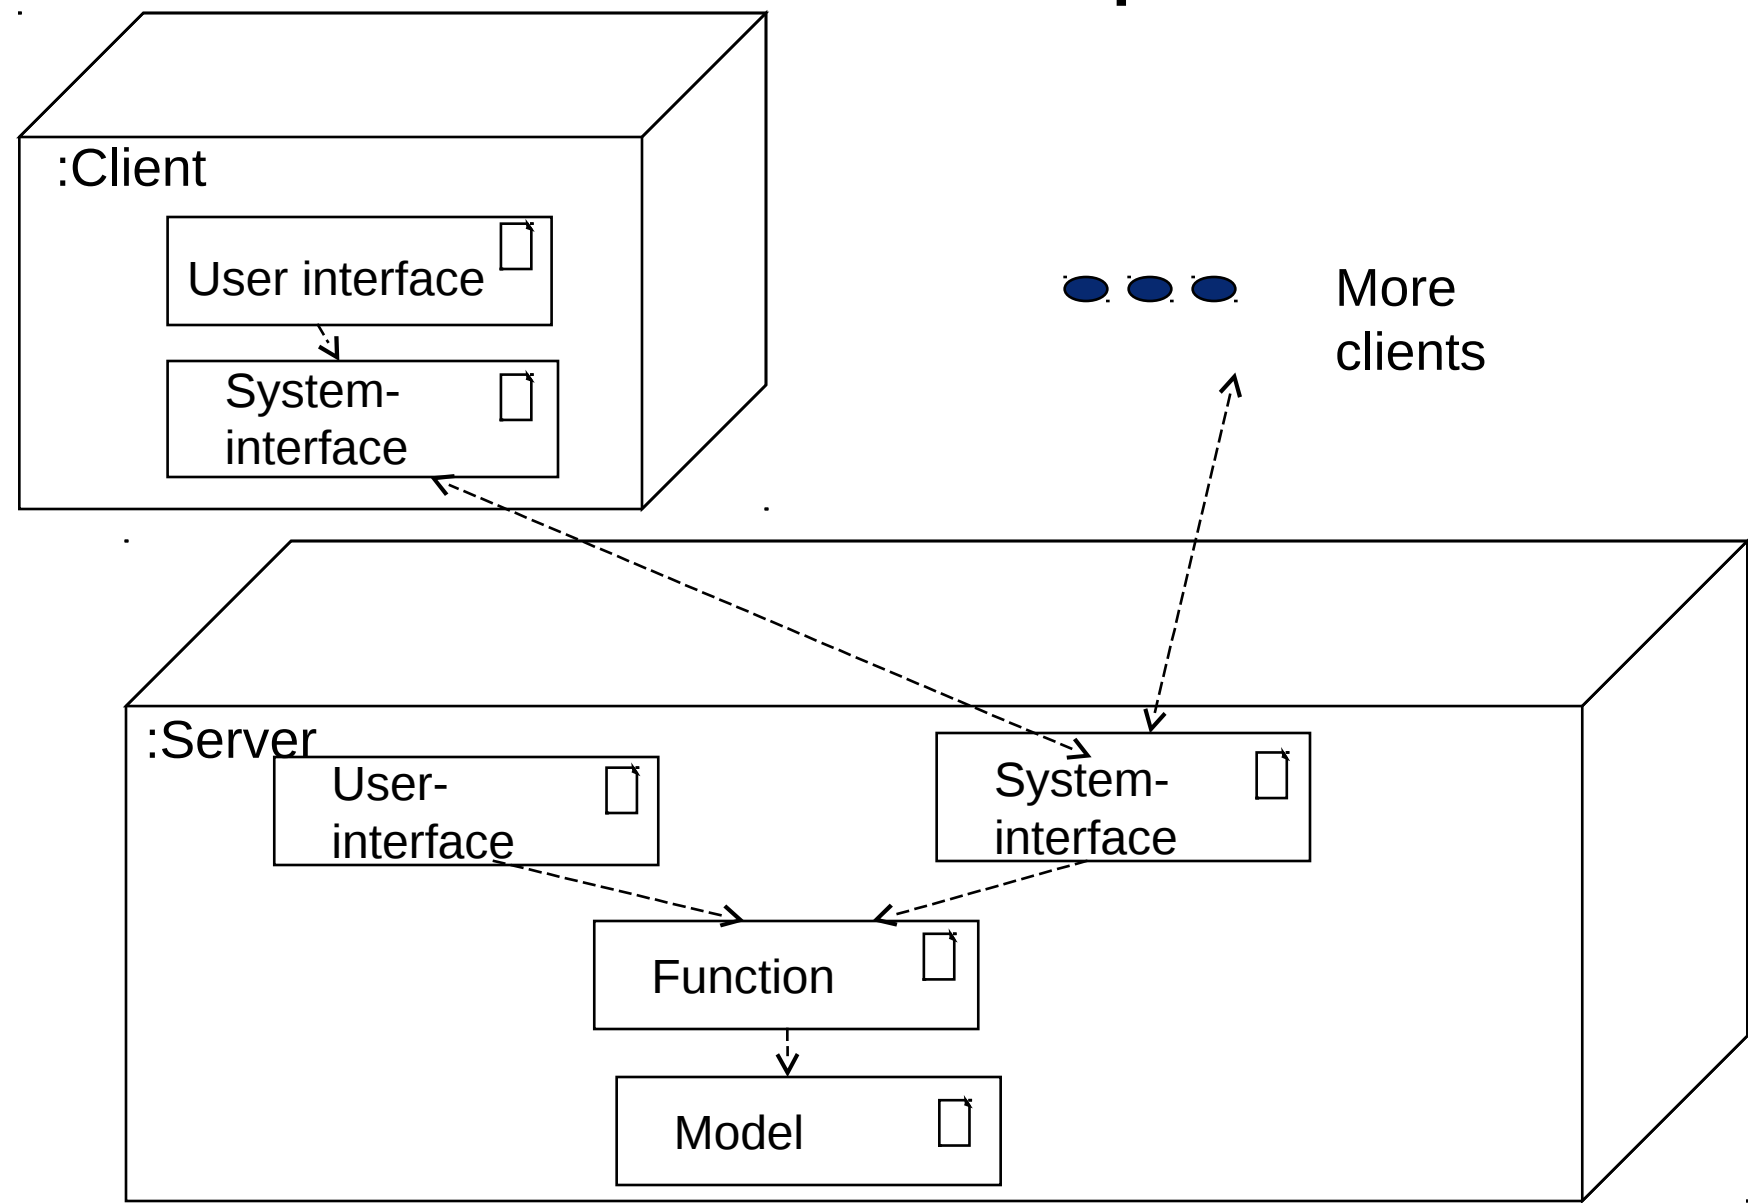 :Client
User interface
System-
interface
More
clients
:Server
User-
interface
System-
interface
Function
Model